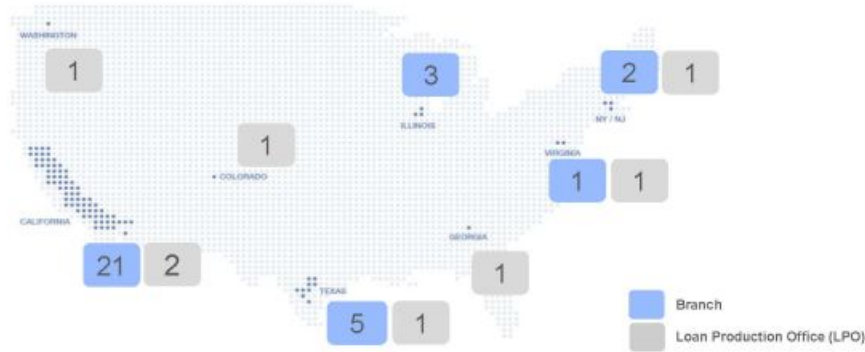 WASHINGTON
1
3
ILLINOIS
2 1
NY / NJ
1
COLORADO
VIRGINIA
1 1
CALIFORNIA
21 2
GEORGIA
1
TEXAS
5 1
Branch
Loan Production Office (LPO)